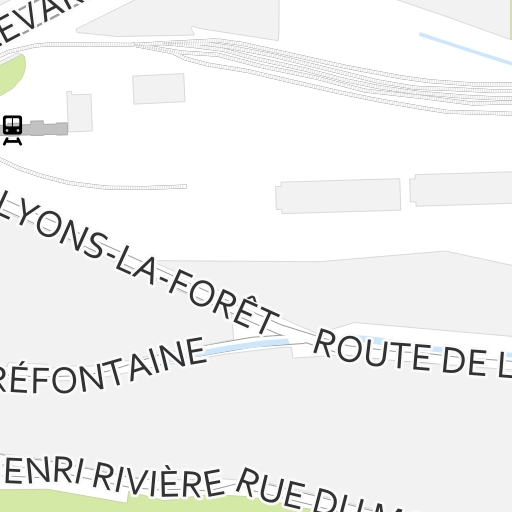 LYONS-LA-FORÊT
ROUTE DE L
RÉFONTAINE
ENRI RIVIÈRE
RUE DU M